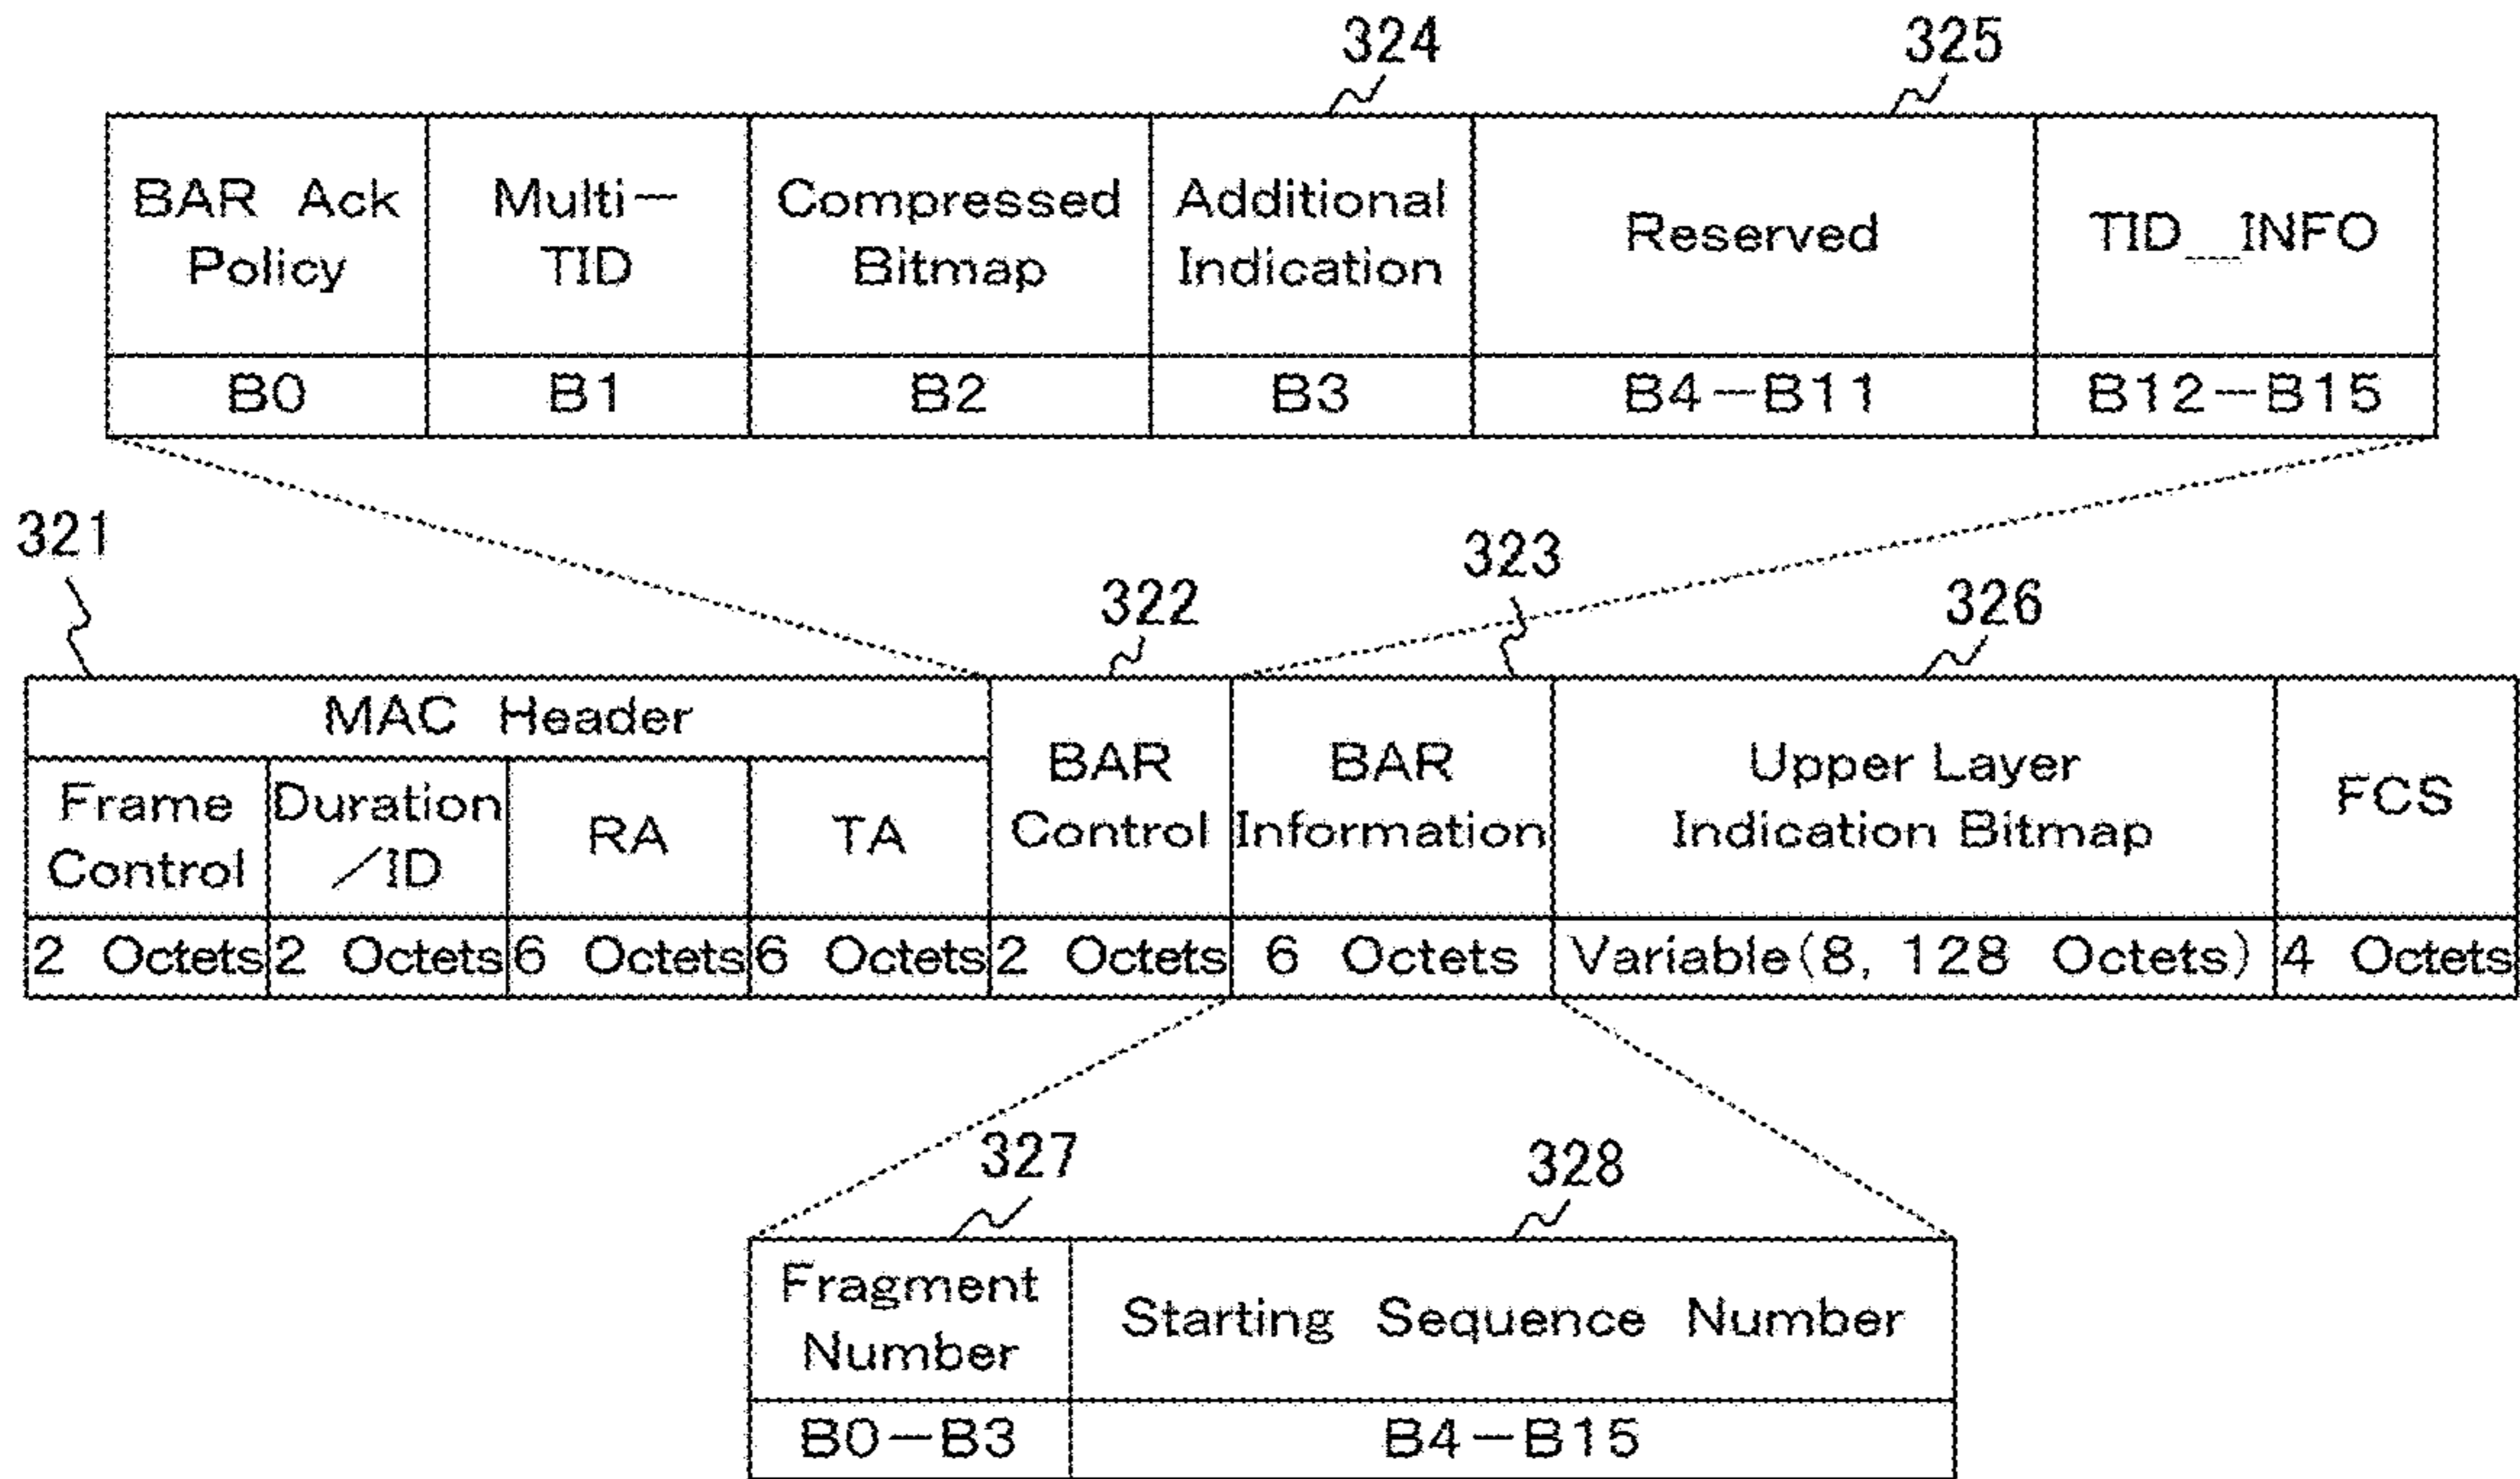 324
325
BAR Ack
Policy
Multi-
TID
Compressed
Bitmap
Additional
Indication
Reserved
TID_INFO
B0
B1
B2
B3
B4-B11
B12-B15
321
322
323
326
MAC Header
Frame
Control
Duration
/ID
RA
TA
BAR
Control
BAR
Information
Upper Layer
Indication Bitmap
FCS
2 Octets
2 Octets
6 Octets
6 Octets
2 Octets
6 Octets
Variable(8, 128 Octets)
4 Octets
327
328
Fragment
Number
Starting Sequence Number
B0-B3
B4-B15